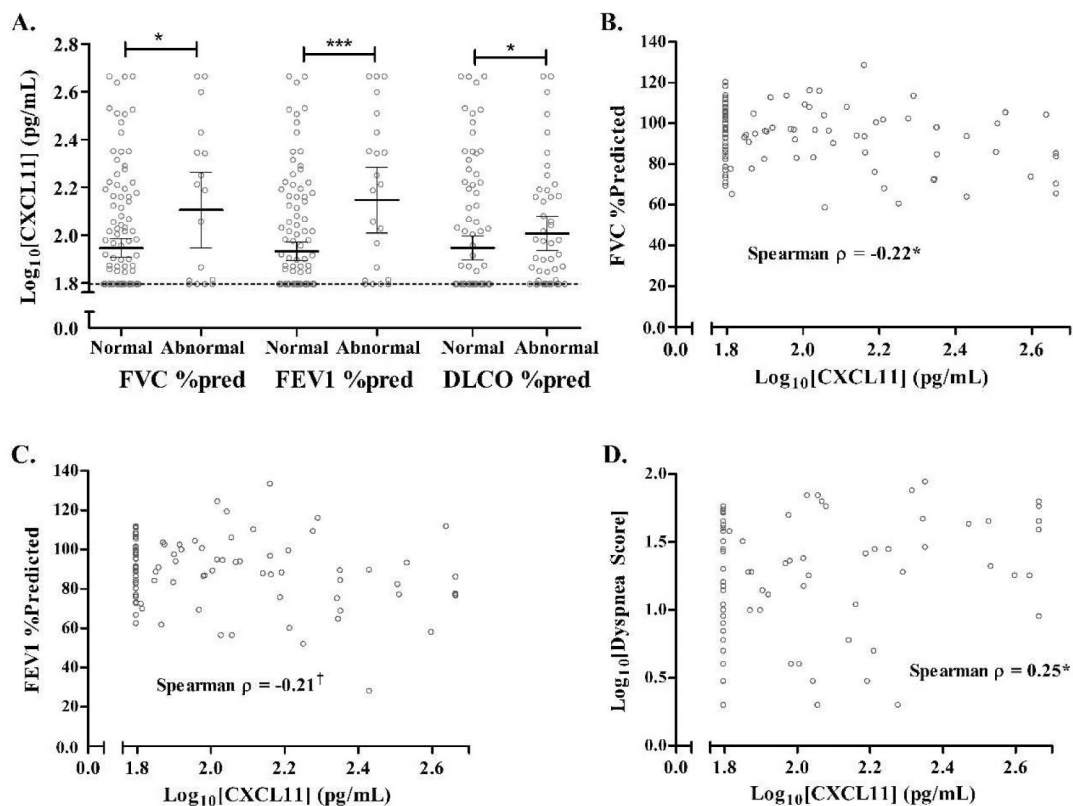 A.
2.8
2.6
2.4
2.2
2.0
1.8
0.0
Log10[CXCL11] (pg/mL)
*
***
*
Normal Abnormal Normal Abnormal Normal Abnormal
FVC %pred FEV1 %pred DLCO %pred
B.
140
120
100
80
60
40
20
0.0
FVC %Predicted
Spearman ρ = -0.22*
0.0 1.8 2.0 2.2 2.4 2.6
Log10[CXCL11] (pg/mL)
C.
140
120
100
80
60
40
20
0.0
FEV1 %Predicted
Spearman ρ = -0.21†
0.0 1.8 2.0 2.2 2.4 2.6
Log10[CXCL11] (pg/mL)
D.
2.0
1.5
1.0
0.5
0.0
Log10[Dyspnea Score]
Spearman ρ = 0.25*
0.0 1.8 2.0 2.2 2.4 2.6
Log10[CXCL11] (pg/mL)